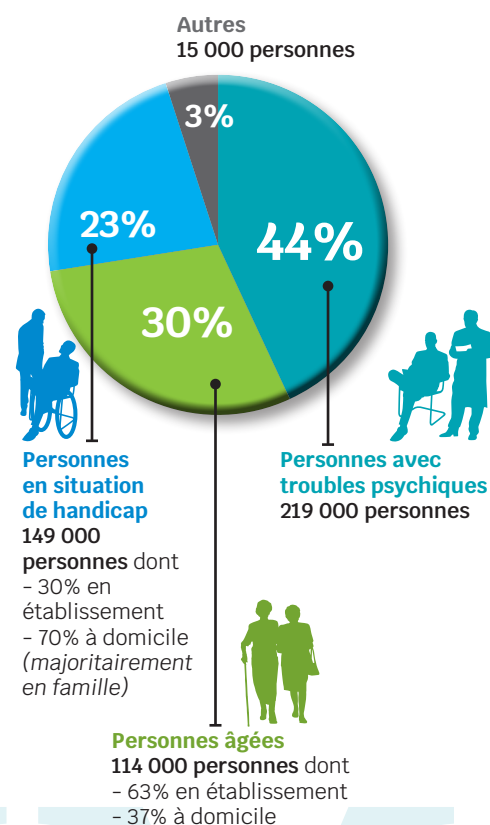 Autres
15 000 personnes
3%
23%
44%
30%
Personnes
en situation
de handicap
149 000
personnes dont
- 30% en
établissement
- 70% à domicile
(majoritairement
en famille)
Personnes avec
troubles psychiques
219 000 personnes
Personnes âgées
114 000 personnes dont
- 63% en établissement
- 37% à domicile